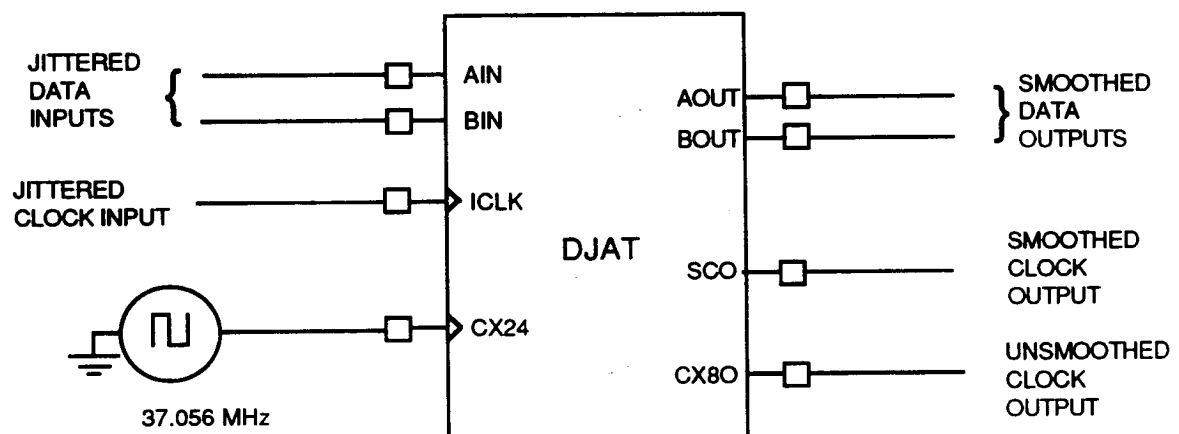 JITTERED
DATA
INPUTS
AIN
BIN
JITTERED
CLOCK INPUT
ICLK
37.056 MHz
CX24
DJAT
AOUT
BOUT
SMOOTHED
DATA
OUTPUTS
SCO
SMOOTHED
CLOCK
OUTPUT
CX8O
UNSMOOTHED
CLOCK
OUTPUT